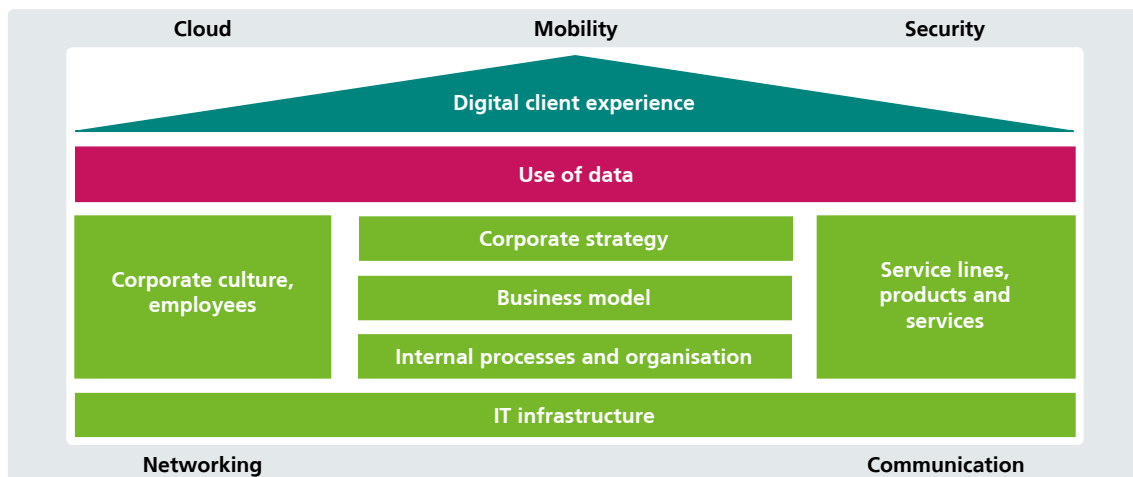 Cloud
Mobility
Security
Digital client experience
Use of data
Corporate culture,
employees
Corporate strategy
Business model
Internal processes and organisation
Service lines,
products and
services
IT infrastructure
Networking
Communication